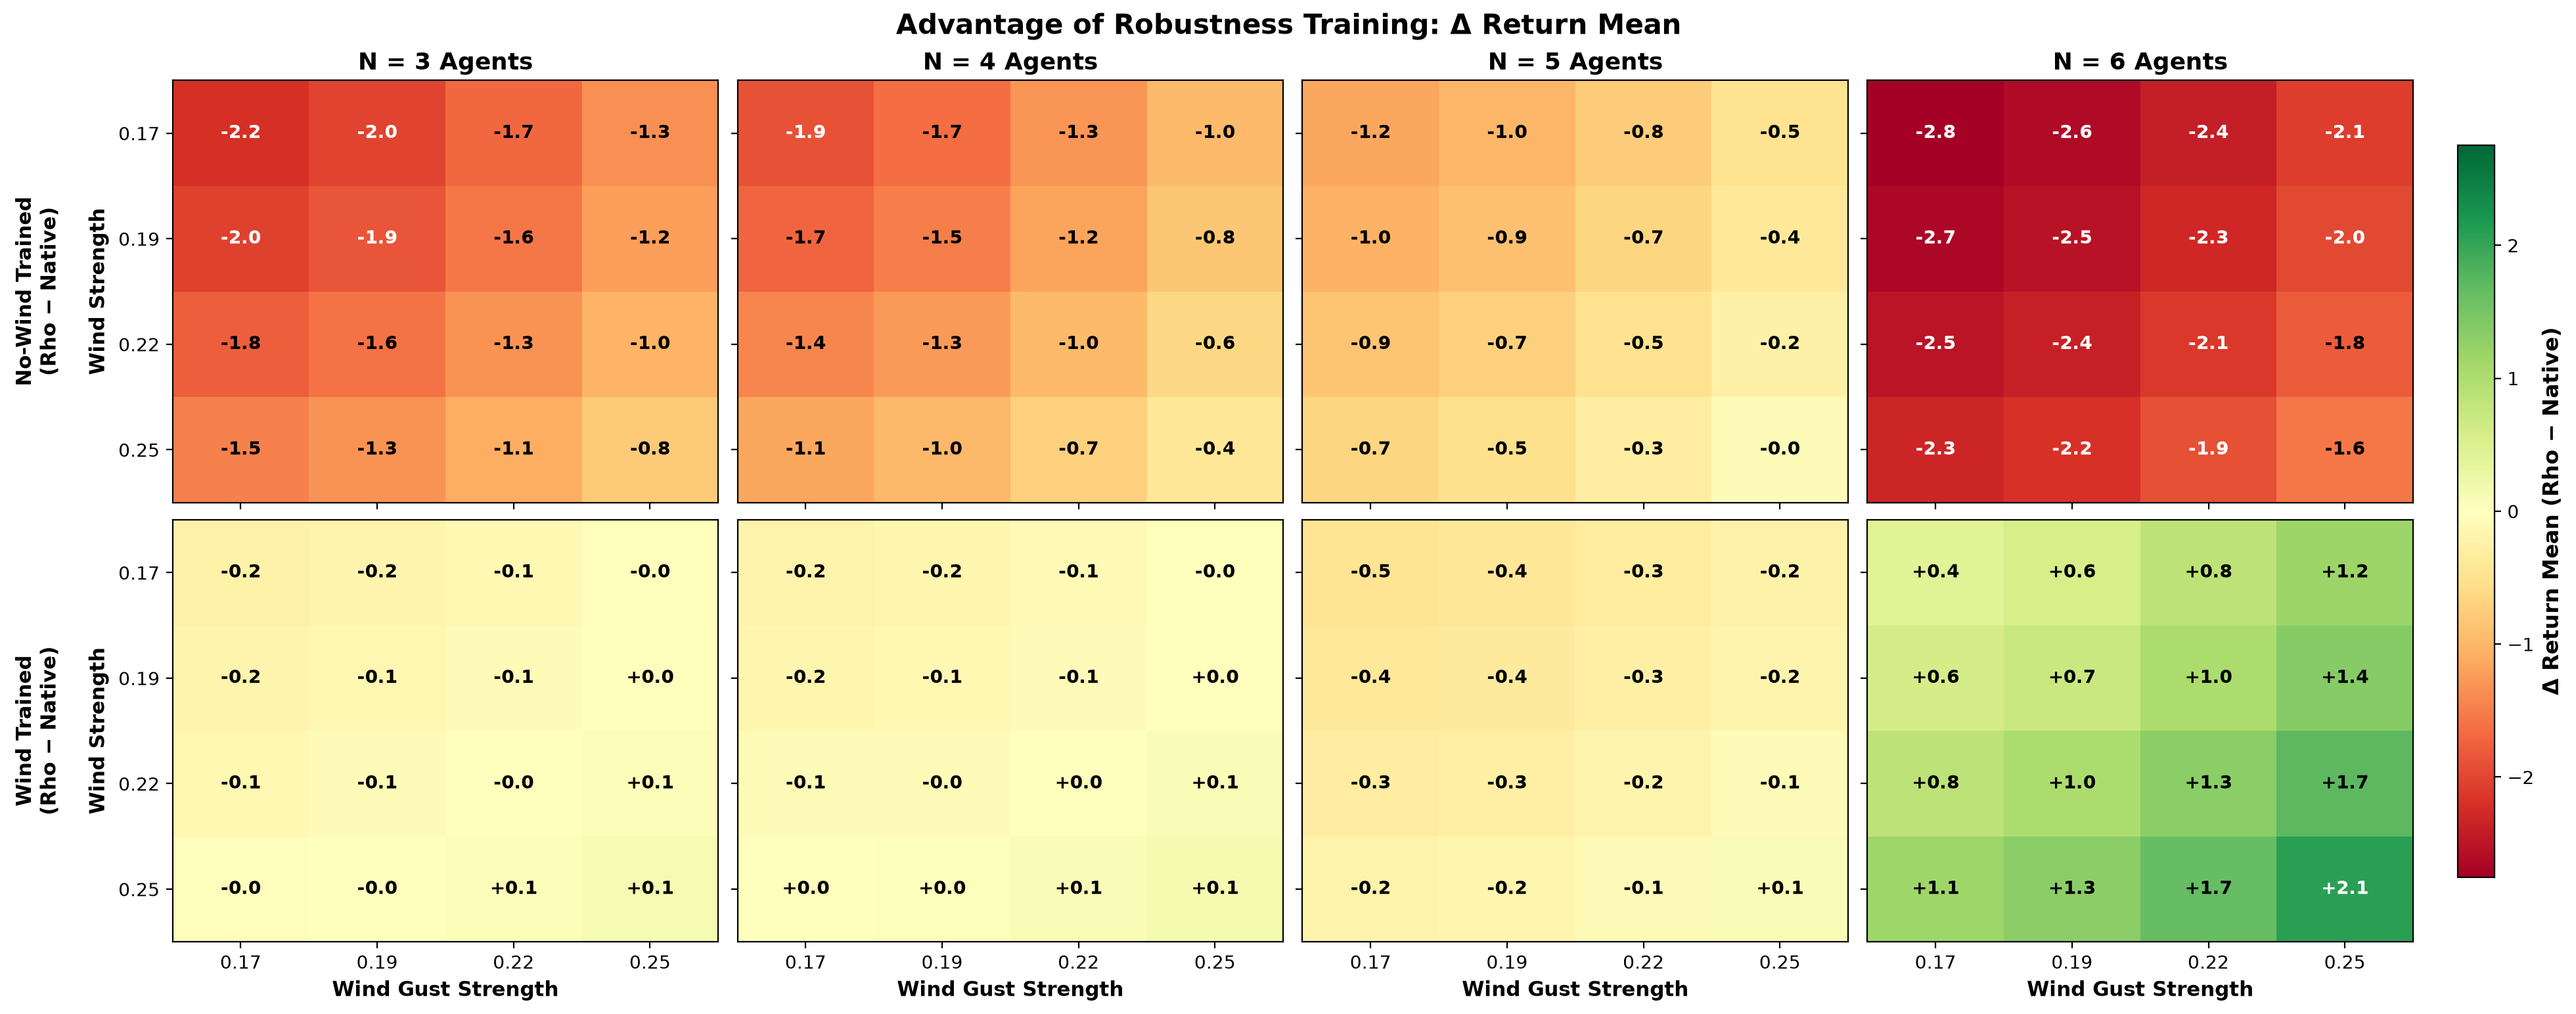 Advantage of Robustness Training: Δ Return Mean
N = 3 Agents N = 4 Agents N = 5 Agents N = 6 Agents
No-Wind Trained
(Rho − Native)
Wind Strength
0.17 -2.2 -2.0 -1.7 -1.3 -1.9 -1.7 -1.3 -1.0 -1.2 -1.0 -0.8 -0.5 -2.8 -2.6 -2.4 -2.1
0.19 -2.0 -1.9 -1.6 -1.2 -1.7 -1.5 -1.2 -0.8 -1.0 -0.9 -0.7 -0.4 -2.7 -2.5 -2.3 -2.0
0.22 -1.8 -1.6 -1.3 -1.0 -1.4 -1.3 -1.0 -0.6 -0.9 -0.7 -0.5 -0.2 -2.5 -2.4 -2.1 -1.8
0.25 -1.5 -1.3 -1.1 -0.8 -1.1 -1.0 -0.7 -0.4 -0.7 -0.5 -0.3 -0.0 -2.3 -2.2 -1.9 -1.6
Wind Trained
(Rho − Native)
Wind Strength
0.17 -0.2 -0.2 -0.1 -0.0 -0.2 -0.2 -0.1 -0.0 -0.5 -0.4 -0.3 -0.2 +0.4 +0.6 +0.8 +1.2
0.19 -0.2 -0.1 -0.1 +0.0 -0.2 -0.1 -0.1 +0.0 -0.4 -0.4 -0.3 -0.2 +0.6 +0.7 +1.0 +1.4
0.22 -0.1 -0.1 -0.0 +0.1 -0.1 -0.0 +0.0 +0.1 -0.3 -0.3 -0.2 -0.1 +0.8 +1.0 +1.3 +1.7
0.25 -0.0 -0.0 +0.1 +0.1 +0.0 +0.0 +0.1 +0.1 -0.2 -0.2 -0.1 +0.1 +1.1 +1.3 +1.7 +2.1
0.17 0.19 0.22 0.25 0.17 0.19 0.22 0.25 0.17 0.19 0.22 0.25 0.17 0.19 0.22 0.25
Wind Gust Strength Wind Gust Strength Wind Gust Strength Wind Gust Strength
2
1
0
−1
−2
Δ Return Mean (Rho − Native)